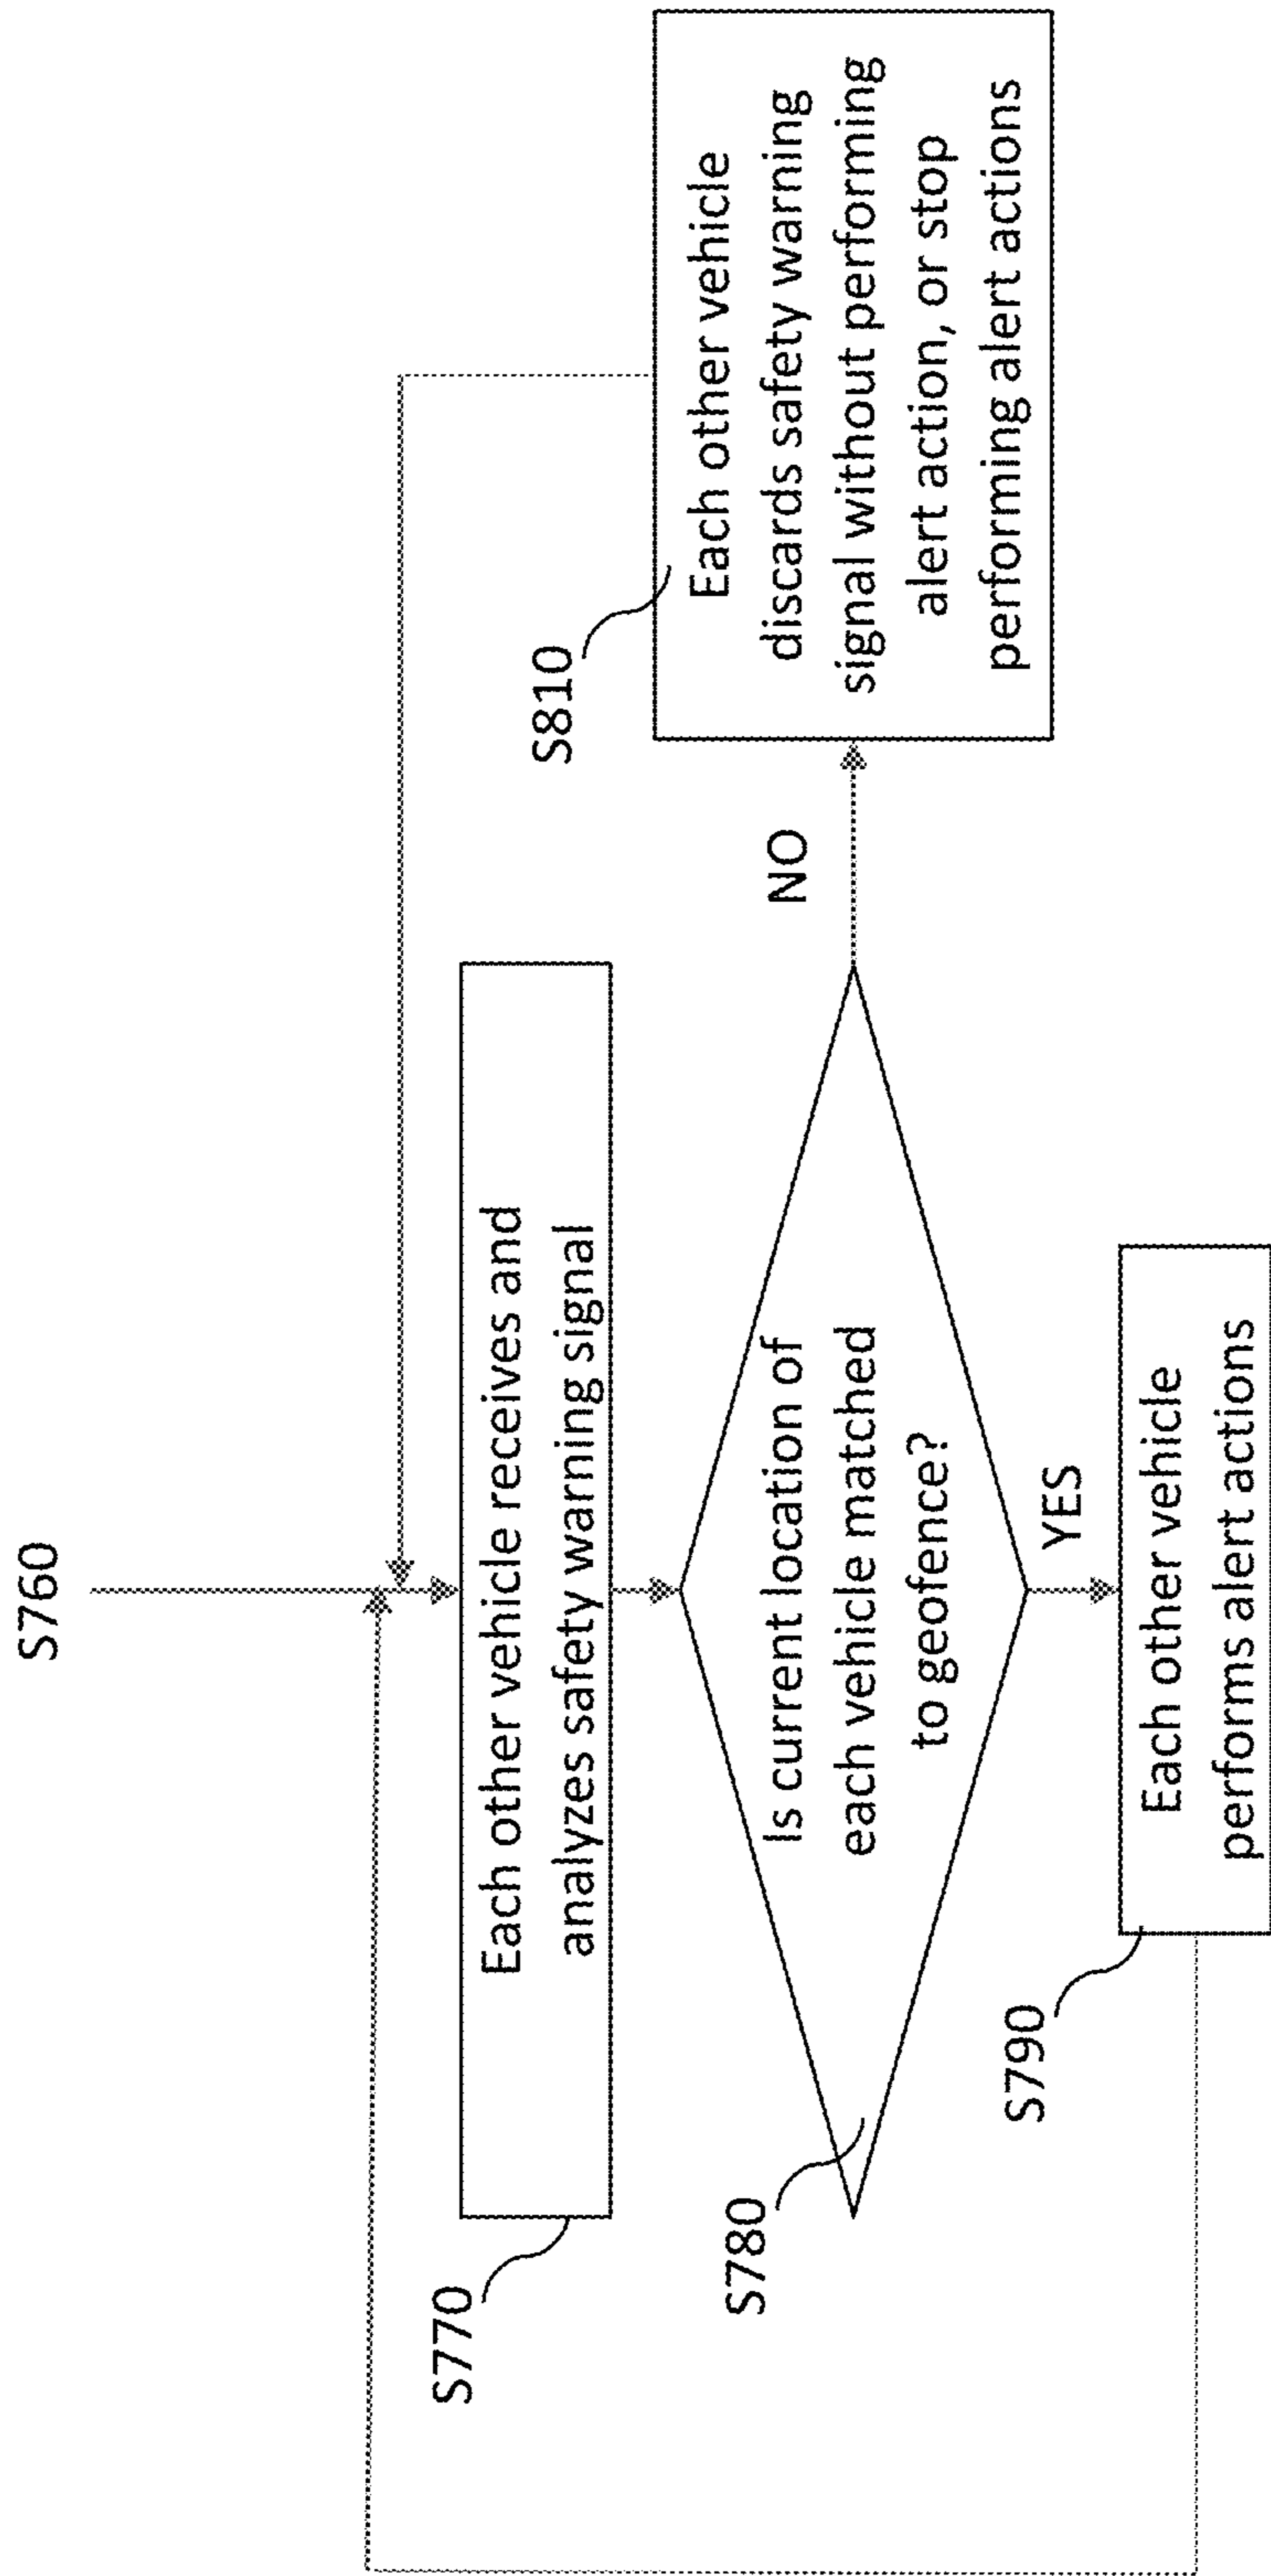 S760
S770
Each other vehicle receives and
analyzes safety warning signal
S780
Is current location of
each vehicle matched
to geofence?
NO
S810
Each other vehicle
discards safety warning
signal without performing
alert action, or stop
performing alert actions
YES
S790
Each other vehicle
performs alert actions